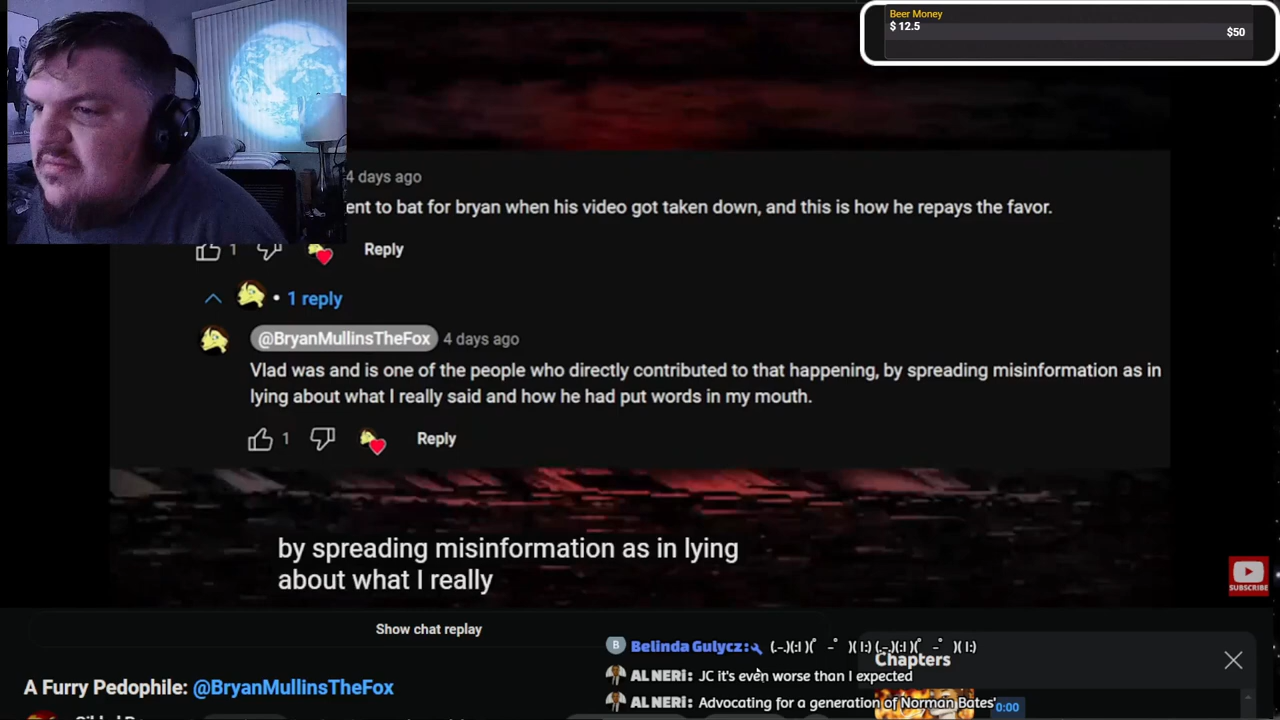 Beer Money
$ 12.5
$50
4 days ago
ent to bat for bryan when his video got taken down, and this is how he repays the favor.
1
Reply
• 1 reply
@BryanMullinsTheFox 4 days ago
Vlad was and is one of the people who directly contributed to that happening, by spreading misinformation as in
lying about what I really said and how he had put words in my mouth.
1
Reply
by spreading misinformation as in lying
about what I really
SUBSCRIBE
Show chat replay
B Belinda Gulycz: (.-.)(:I )(゜ -゜ )( I:) (.-.)(:I )(゜ -゜ )( I:)
Chapters
AL NERI: JC it's even worse than I expected
A Furry Pedophile: @BryanMullinsTheFox
AL NERI: Advocating for a generation of Norman Bates'
0:00